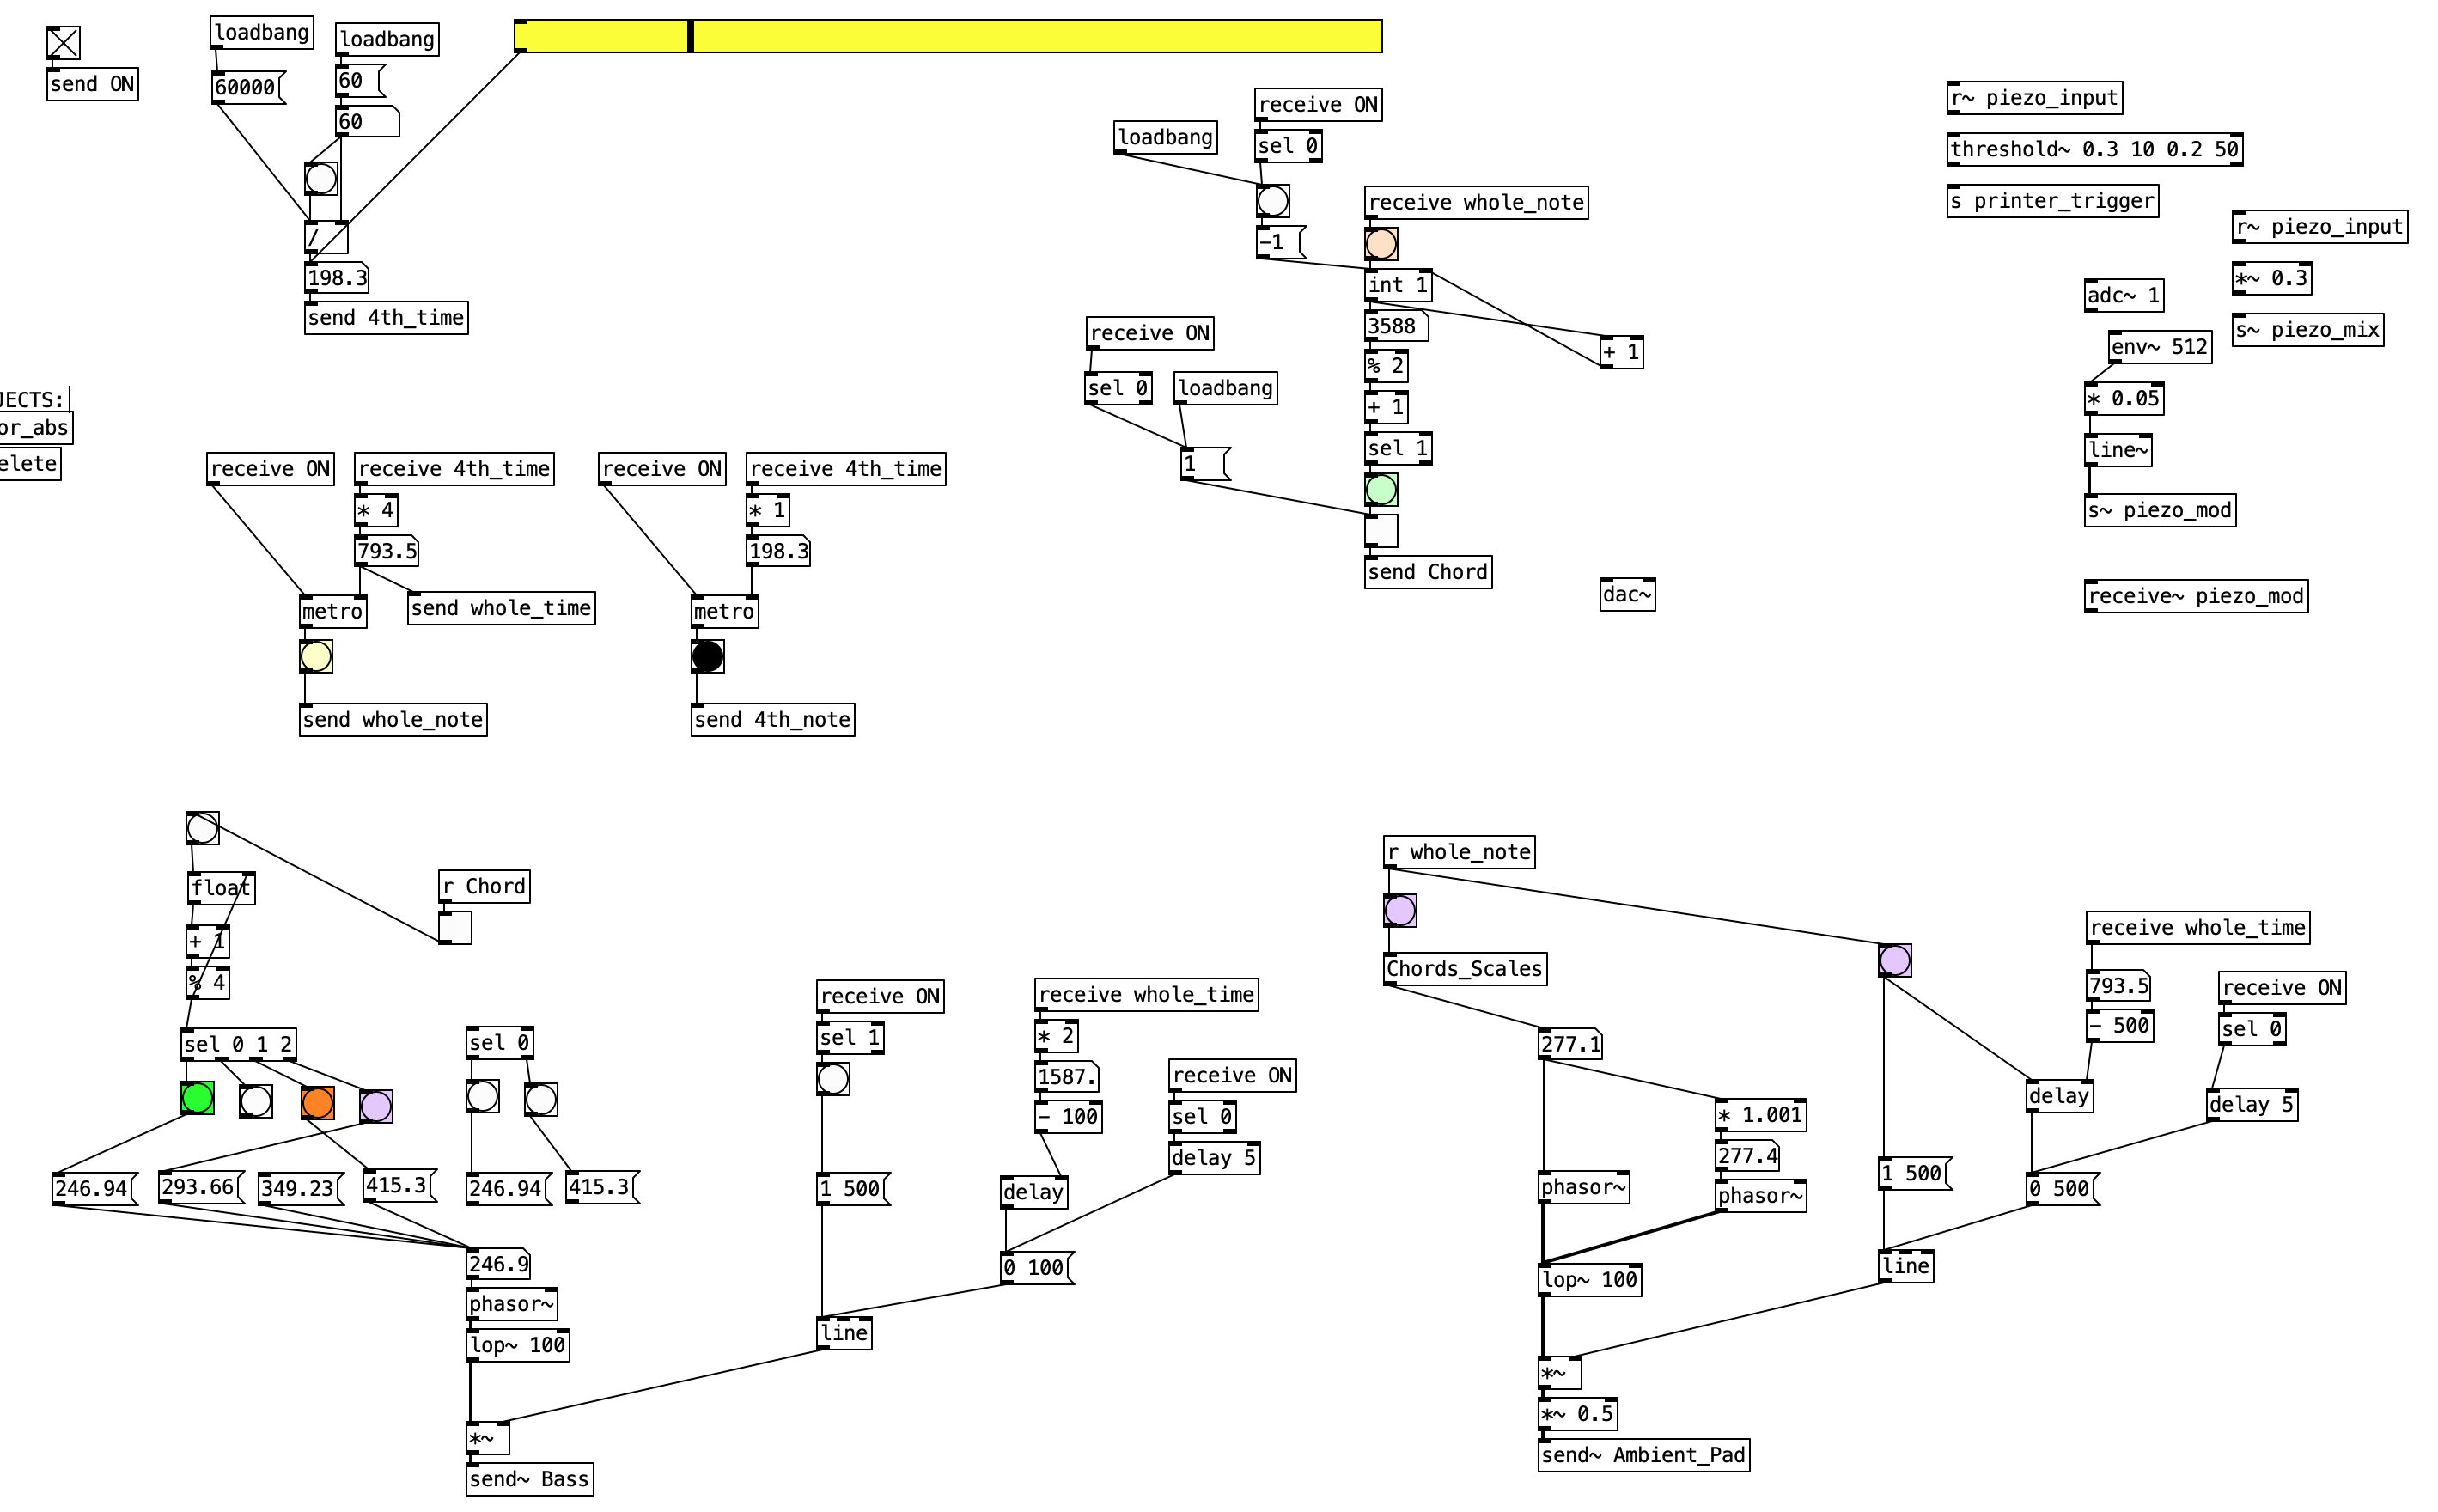 send ON
loadbang
60000
loadbang
60
60
/
198.3
send 4th_time
JECTS:
or_abs
elete
receive ON
receive 4th_time
* 4
793.5
metro
send whole_time
send whole_note
receive ON
receive 4th_time
* 1
198.3
metro
send 4th_note
loadbang
receive ON
sel 0
-1
receive whole_note
int 1
3588
% 2
+ 1
sel 1
+ 1
receive ON
sel 0
loadbang
1
send Chord
dac~
r~ piezo_input
threshold~ 0.3 10 0.2 50
s printer_trigger
r~ piezo_input
*~ 0.3
s~ piezo_mix
adc~ 1
env~ 512
* 0.05
line~
s~ piezo_mod
receive~ piezo_mod
float
+ 1
% 4
sel 0 1 2
r Chord
sel 0
246.94
293.66
349.23
415.3
246.94
415.3
246.9
phasor~
lop~ 100
*~
send~ Bass
receive ON
sel 1
1 500
line
receive whole_time
* 2
1587.
- 100
delay
receive ON
sel 0
delay 5
0 100
r whole_note
Chords_Scales
277.1
* 1.001
277.4
phasor~
phasor~
lop~ 100
*~
*~ 0.5
send~ Ambient_Pad
1 500
line
receive whole_time
793.5
- 500
delay
receive ON
sel 0
delay 5
0 500